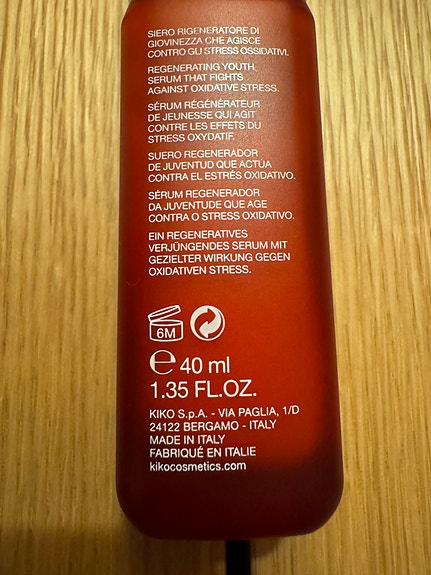 SIERO RIGENERATORE DI
GIOVINEZZA CHE AGISCE
CONTRO GLI STRESS OSSIDATIVI.
REGENERATING YOUTH
SERUM THAT FIGHTS
AGAINST OXIDATIVE STRESS.
SÉRUM RÉGÉNÉRATEUR
DE JEUNESSE QUI AGIT
CONTRE LES EFFETS DU
STRESS OXYDATIF.
SUERO REGENERADOR
DE JUVENTUD QUE ACTÚA
CONTRA EL ESTRÉS OXIDATIVO.
SÉRUM REGENERADOR
DA JUVENTUDE QUE AGE
CONTRA O STRESS OXIDATIVO.
EIN REGENERATIVES
VERJÜNGENDES SERUM MIT
GEZIELTER WIRKUNG GEGEN
OXIDATIVEN STRESS.
6M
℮ 40 ml
1.35 FL.OZ.
KIKO S.p.A. - VIA PAGLIA, 1/D
24122 BERGAMO - ITALY
MADE IN ITALY
FABRIQUÉ EN ITALIE
kikocosmetics.com